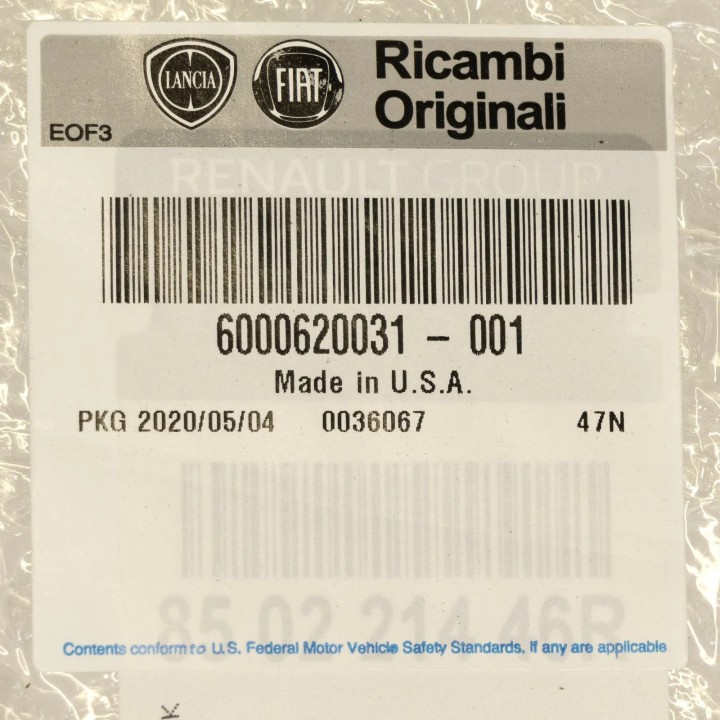 LANCIA
FIAT
Ricambi
Originali
EOF3
RENAULT GROUP
6000620031 - 001
Made in U.S.A.
PKG 2020/05/04 0036067 47N
85 02 214 46R
Contents conform to U.S. Federal Motor Vehicle Safety Standards, If any are applicable
K